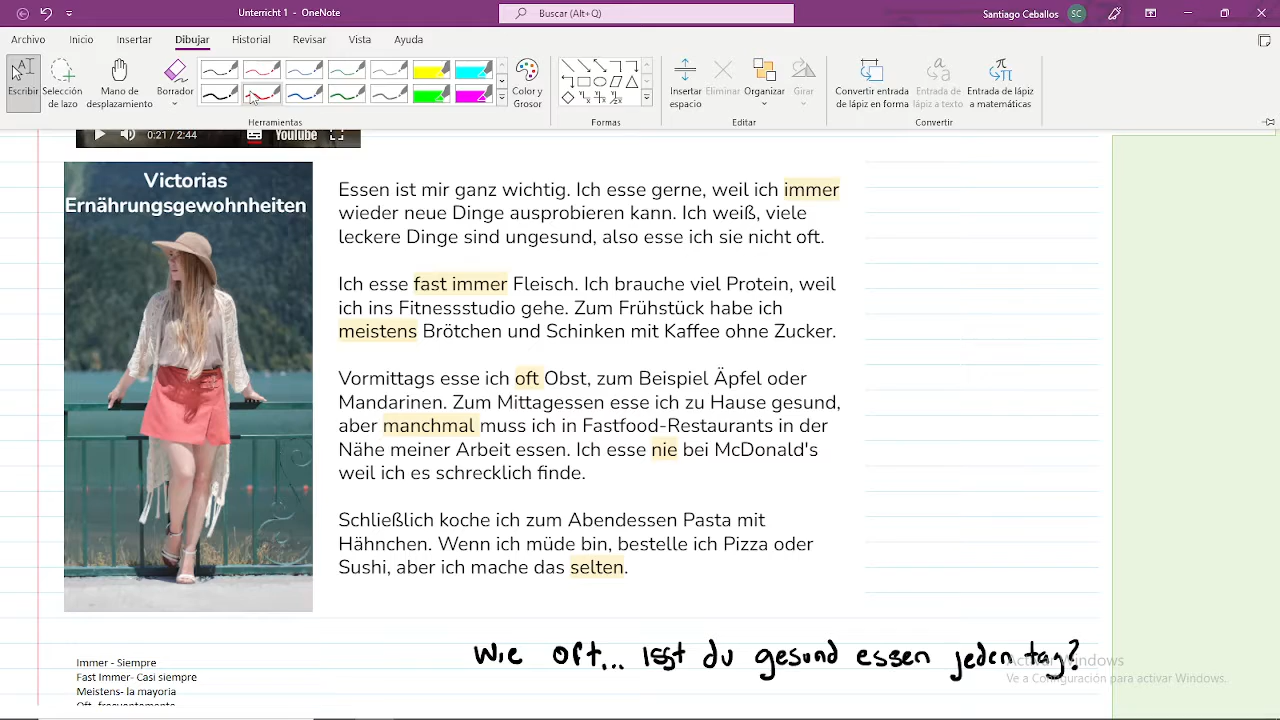 Untericht 1 - OneNote
Buscar (Alt+Q)
Santiago Ceballos SC
Archivo Inicio Insertar Dibujar Historial Revisar Vista Ayuda
Escribir
Selección de lazo
Mano de desplazamiento
Borrador
Color y Grosor
Insertar espacio
Eliminar
Organizar
Girar
Convertir entrada de lápiz en forma
Entrada de lápiz a texto
Entrada de lápiz a matemáticas
Herramientas Formas Editar Convertir
0:21 / 2:44 YouTube
Victorias
Ernährungsgewohnheiten
Essen ist mir ganz wichtig. Ich esse gerne, weil ich immer
wieder neue Dinge ausprobieren kann. Ich weiß, viele
leckere Dinge sind ungesund, also esse ich sie nicht oft.
Ich esse fast immer Fleisch. Ich brauche viel Protein, weil
ich ins Fitnessstudio gehe. Zum Frühstück habe ich
meistens Brötchen und Schinken mit Kaffee ohne Zucker.
Vormittags esse ich oft Obst, zum Beispiel Äpfel oder
Mandarinen. Zum Mittagessen esse ich zu Hause gesund,
aber manchmal muss ich in Fastfood-Restaurants in der
Nähe meiner Arbeit essen. Ich esse nie bei McDonald's
weil ich es schrecklich finde.
Schließlich koche ich zum Abendessen Pasta mit
Hähnchen. Wenn ich müde bin, bestelle ich Pizza oder
Sushi, aber ich mache das selten.
Wie oft... isst du gesund essen jeden tag?
Immer - Siempre
Fast Immer- Casi siempre
Meistens- la mayoria
Oft- frequentemente
Activar Windows
Ve a Configuración para activar Windows.